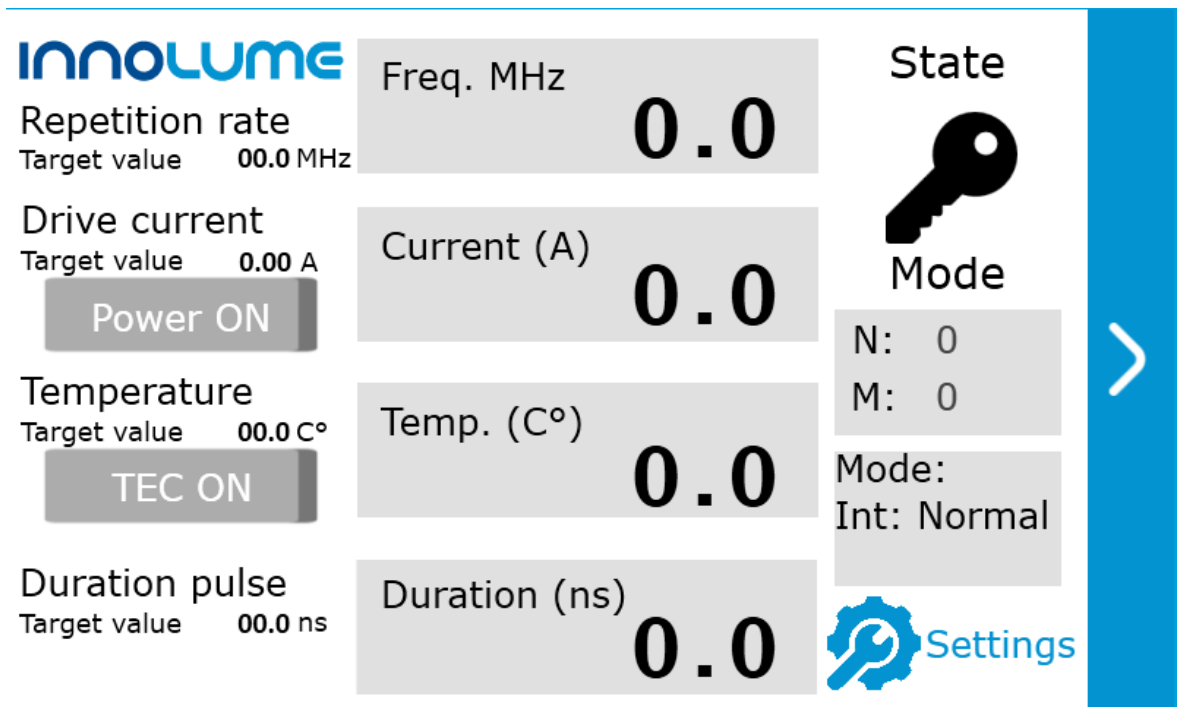 INNOLUME
Repetition rate
Target value 00.0 MHz
Freq. MHz
0.0
Drive current
Target value 0.00 A
Power ON
Current (A)
0.0
Temperature
Target value 00.0 C°
TEC ON
Temp. (C°)
0.0
Duration pulse
Target value 00.0 ns
Duration (ns)
0.0
State
Mode
N: 0
M: 0
Mode:
Int: Normal
Settings